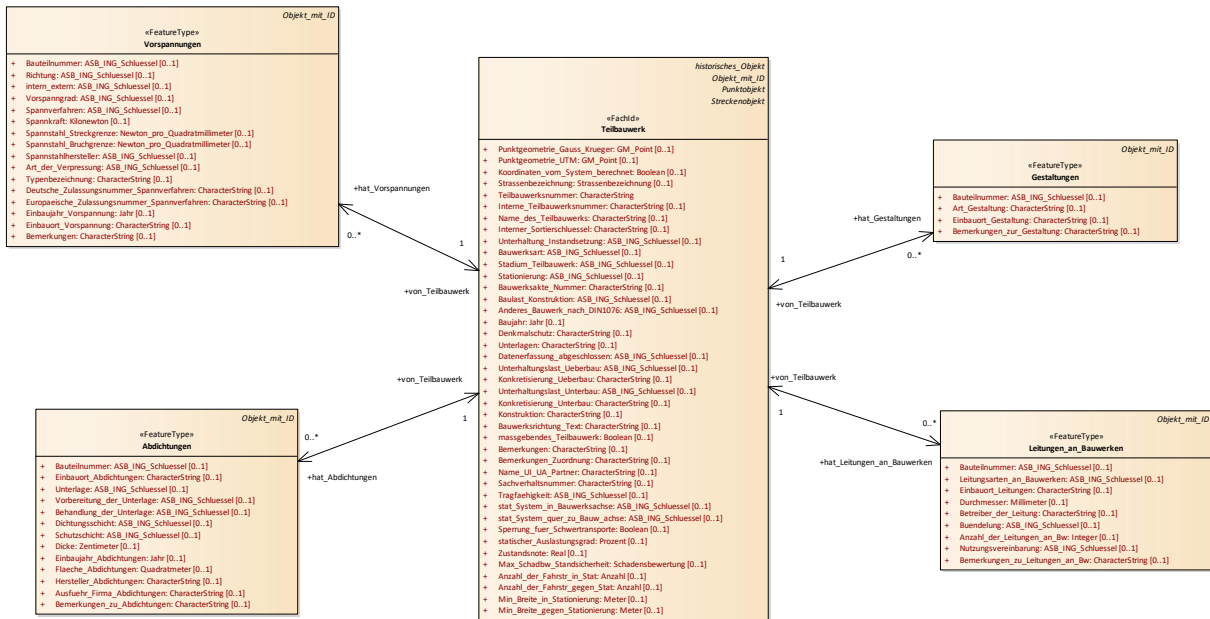 Objekt_mit_ID
«FeatureType»
Vorspannungen
+ Bauteilnummer: ASB_ING_Schluessel [0..1]
+ Richtung: ASB_ING_Schluessel [0..1]
+ intern_extern: ASB_ING_Schluessel [0..1]
+ Vorspanngrad: ASB_ING_Schluessel [0..1]
+ Spannverfahren: ASB_ING_Schluessel [0..1]
+ Spannkraft: Kilonewton [0..1]
+ Spannstahl_Streckgrenze: Newton_pro_Quadratmillimeter [0..1]
+ Spannstahl_Bruchgrenze: Newton_pro_Quadratmillimeter [0..1]
+ Spannstahlhersteller: ASB_ING_Schluessel [0..1]
+ Art_der_Verpressung: ASB_ING_Schluessel [0..1]
+ Typenbezeichnung: CharacterString [0..1]
+ Deutsche_Zulassungsnummer_Spannverfahren: CharacterString [0..1]
+ Europaeische_Zulassungsnummer_Spannverfahren: CharacterString [0..1]
+ Einbaujahr_Vorspannung: Jahr [0..1]
+ Einbauort_Vorspannung: CharacterString [0..1]
+ Bemerkungen: CharacterString [0..1]
+hat_Vorspannungen
0..*
1
+von_Teilbauwerk
historisches_Objekt
Objekt_mit_ID
Punktobjekt
Streckenobjekt
«FachId»
Teilbauwerk
+ Punktgeometrie_Gauss_Krueger: GM_Point [0..1]
+ Punktgeometrie_UTM: GM_Point [0..1]
+ Koordinaten_vom_System_berechnet: Boolean [0..1]
+ Strassenbezeichnung: Strassenbezeichnung [0..1]
+ Teilbauwerksnummer: CharacterString
+ Interne_Teilbauwerksnummer: CharacterString [0..1]
+ Name_des_Teilbauwerks: CharacterString [0..1]
+ Interner_Sortierschluessel: CharacterString [0..1]
+ Unterhaltung_Instandsetzung: ASB_ING_Schluessel [0..1]
+ Bauwerksart: ASB_ING_Schluessel [0..1]
+ Stadium_Teilbauwerk: ASB_ING_Schluessel [0..1]
+ Stationierung: ASB_ING_Schluessel [0..1]
+ Bauwerksakte_Nummer: CharacterString [0..1]
+ Baulast_Konstruktion: ASB_ING_Schluessel [0..1]
+ Anderes_Bauwerk_nach_DIN1076: ASB_ING_Schluessel [0..1]
+ Baujahr: Jahr [0..1]
+ Denkmalschutz: CharacterString [0..1]
+ Unterlagen: CharacterString [0..1]
+ Datenerfassung_abgeschlossen: ASB_ING_Schluessel [0..1]
+ Unterhaltungslast_Ueberbau: ASB_ING_Schluessel [0..1]
+ Konkretisierung_Ueberbau: CharacterString [0..1]
+ Unterhaltungslast_Unterbau: ASB_ING_Schluessel [0..1]
+ Konkretisierung_Unterbau: CharacterString [0..1]
+ Konstruktion: CharacterString [0..1]
+ Bauwerksrichtung_Text: CharacterString [0..1]
+ massgebendes_Teilbauwerk: Boolean [0..1]
+ Bemerkungen: CharacterString [0..1]
+ Bemerkungen_Zuordnung: CharacterString [0..1]
+ Name_UI_UA_Partner: CharacterString [0..1]
+ Sachverhaltsnummer: CharacterString [0..1]
+ Tragfaehigkeit: ASB_ING_Schluessel [0..1]
+ stat_System_in_Bauwerksachse: ASB_ING_Schluessel [0..1]
+ stat_System_quer_zu_Bauw_achse: ASB_ING_Schluessel [0..1]
+ Sperrung_fuer_Schwertransporte: Boolean [0..1]
+ statischer_Auslastungsgrad: Prozent [0..1]
+ Zustandsnote: Real [0..1]
+ Max_Schadbw_Standsicherheit: Schadensbewertung [0..1]
+ Anzahl_der_Fahrstr_in_Stat: Anzahl [0..1]
+ Anzahl_der_Fahrstr_gegen_Stat: Anzahl [0..1]
+ Min_Breite_in_Stationierung: Meter [0..1]
+ Min_Breite_gegen_Stationierung: Meter [0..1]
Objekt_mit_ID
«FeatureType»
Gestaltungen
+ Bauteilnummer: ASB_ING_Schluessel [0..1]
+ Art_Gestaltung: CharacterString [0..1]
+ Einbauort_Gestaltung: CharacterString [0..1]
+ Bemerkungen_zur_Gestaltung: CharacterString [0..1]
+hat_Gestaltungen
0..*
1
+von_Teilbauwerk
Objekt_mit_ID
«FeatureType»
Abdichtungen
+ Bauteilnummer: ASB_ING_Schluessel [0..1]
+ Einbauort_Abdichtungen: CharacterString [0..1]
+ Unterlage: ASB_ING_Schluessel [0..1]
+ Vorbereitung_der_Unterlage: ASB_ING_Schluessel [0..1]
+ Behandlung_der_Unterlage: ASB_ING_Schluessel [0..1]
+ Dichtungsschicht: ASB_ING_Schluessel [0..1]
+ Schutzschicht: ASB_ING_Schluessel [0..1]
+ Dicke: Zentimeter [0..1]
+ Einbaujahr_Abdichtungen: Jahr [0..1]
+ Flaeche_Abdichtungen: Quadratmeter [0..1]
+ Hersteller_Abdichtungen: CharacterString [0..1]
+ Ausfuehr_Firma_Abdichtungen: CharacterString [0..1]
+ Bemerkungen_zu_Abdichtungen: CharacterString [0..1]
+von_Teilbauwerk
1
0..*
+hat_Abdichtungen
+von_Teilbauwerk
1
0..*
+hat_Leitungen_an_Bauwerken
Objekt_mit_ID
«FeatureType»
Leitungen_an_Bauwerken
+ Bauteilnummer: ASB_ING_Schluessel [0..1]
+ Leitungsarten_an_Bauwerken: ASB_ING_Schluessel [0..1]
+ Einbauort_Leitungen: CharacterString [0..1]
+ Durchmesser: Millimeter [0..1]
+ Betreiber_der_Leitung: CharacterString [0..1]
+ Buendelung: ASB_ING_Schluessel [0..1]
+ Anzahl_der_Leitungen_an_Bw: Integer [0..1]
+ Nutzungsvereinbarung: ASB_ING_Schluessel [0..1]
+ Bemerkungen_zu_Leitungen_an_Bw: CharacterString [0..1]